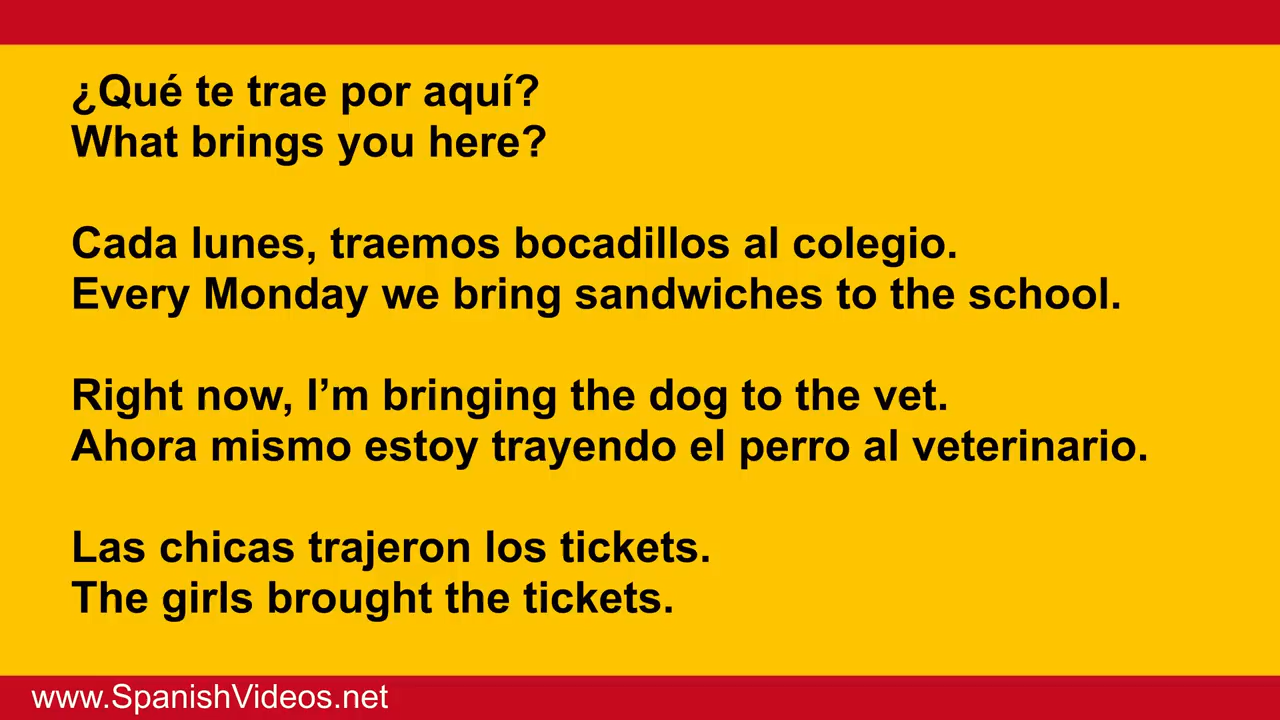 ¿Qué te trae por aquí?
What brings you here?
Cada lunes, traemos bocadillos al colegio.
Every Monday we bring sandwiches to the school.
Right now, I’m bringing the dog to the vet.
Ahora mismo estoy trayendo el perro al veterinario.
Las chicas trajeron los tickets.
The girls brought the tickets.
www.SpanishVideos.net